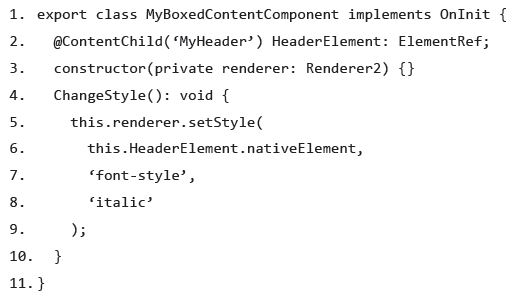 1. export class MyBoxedContentComponent implements OnInit {
2.   @ContentChild(‘MyHeader’) HeaderElement: ElementRef;
3.   constructor(private renderer: Renderer2) {}
4.   ChangeStyle(): void {
5.     this.renderer.setStyle(
6.       this.HeaderElement.nativeElement,
7.       ‘font-style’,
8.       ‘italic’
9.     );
10.   }
11. }